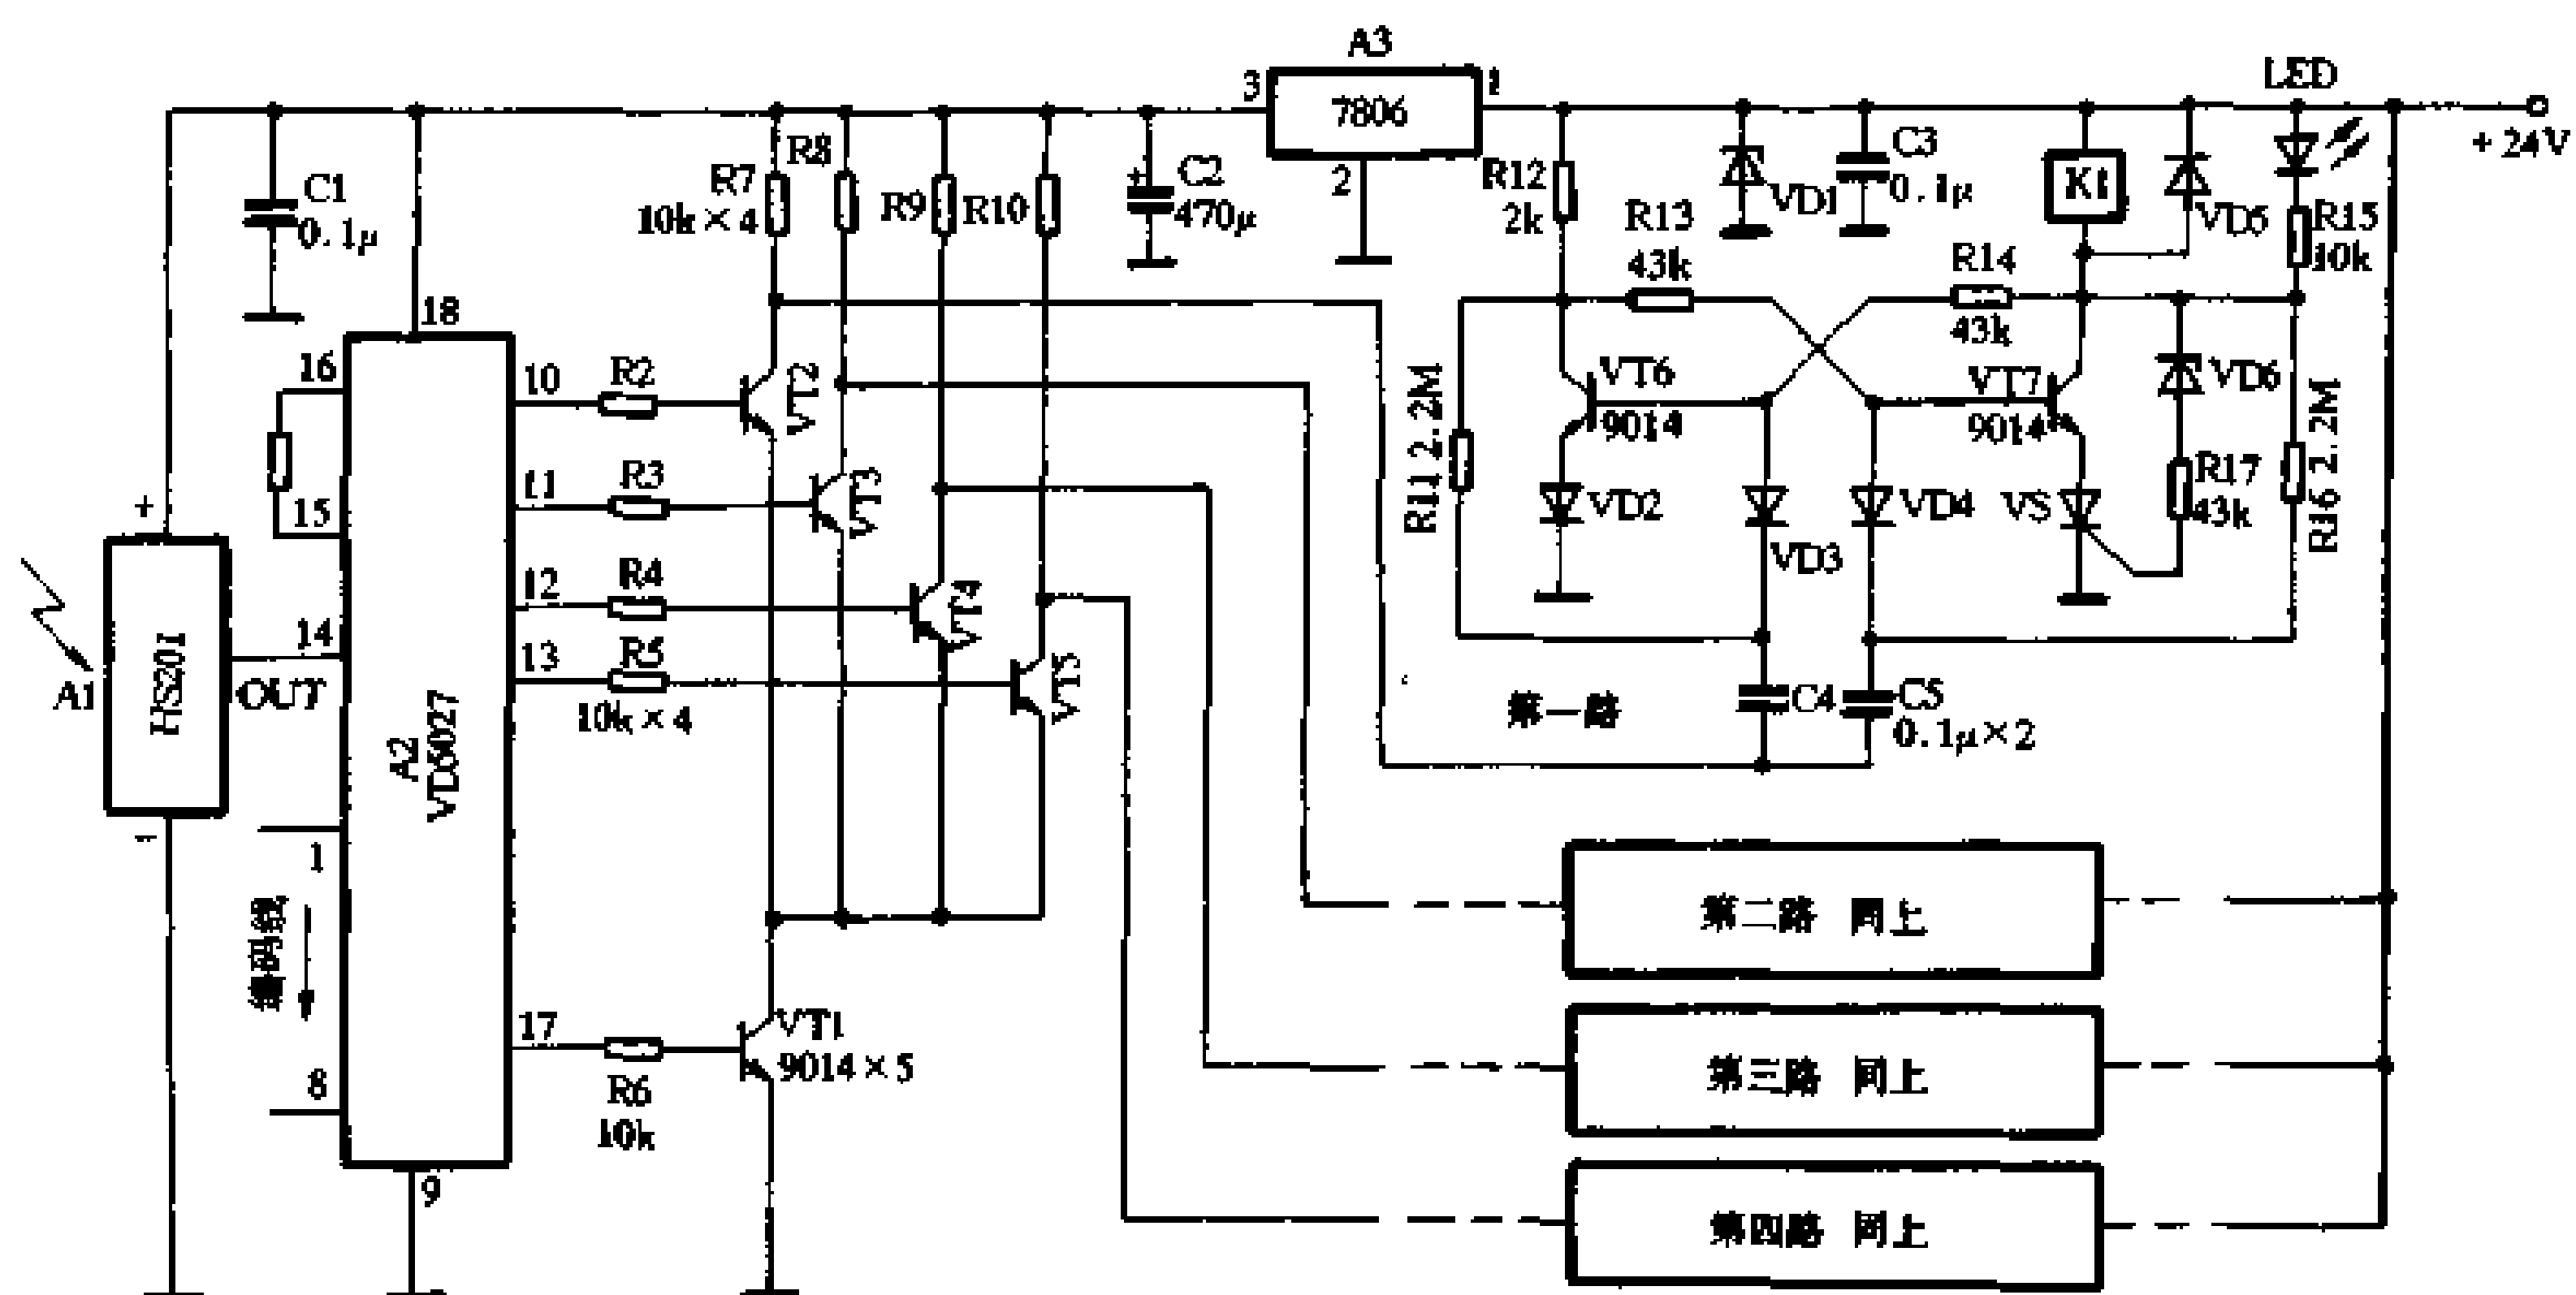 A3
7806
3
1
2
LED
+24V
C1
0.1μ
R7
10k×4
R8
R9
R10
C2
470μ
R12
2k
VD1
C3
0.1μ
K1
VD5
R15
10k
R13
43k
R14
43k
18
16
15
14
10
R2
VT2
11
R3
VT3
12
R4
VT4
13
R5
10k×4
VT5
R11 2.2M
VT6
9014
VT7
9014
VD6
R17
43k
R16 2.2M
VD2
VD3
VD4
VS
+
HS201
-
A1
OUT
A2
VD5027
第一路
C4
C5
0.1μ×2
1
编码线
8
17
R6
10k
VT1
9014×5
9
第二路 同上
第三路 同上
第四路 同上